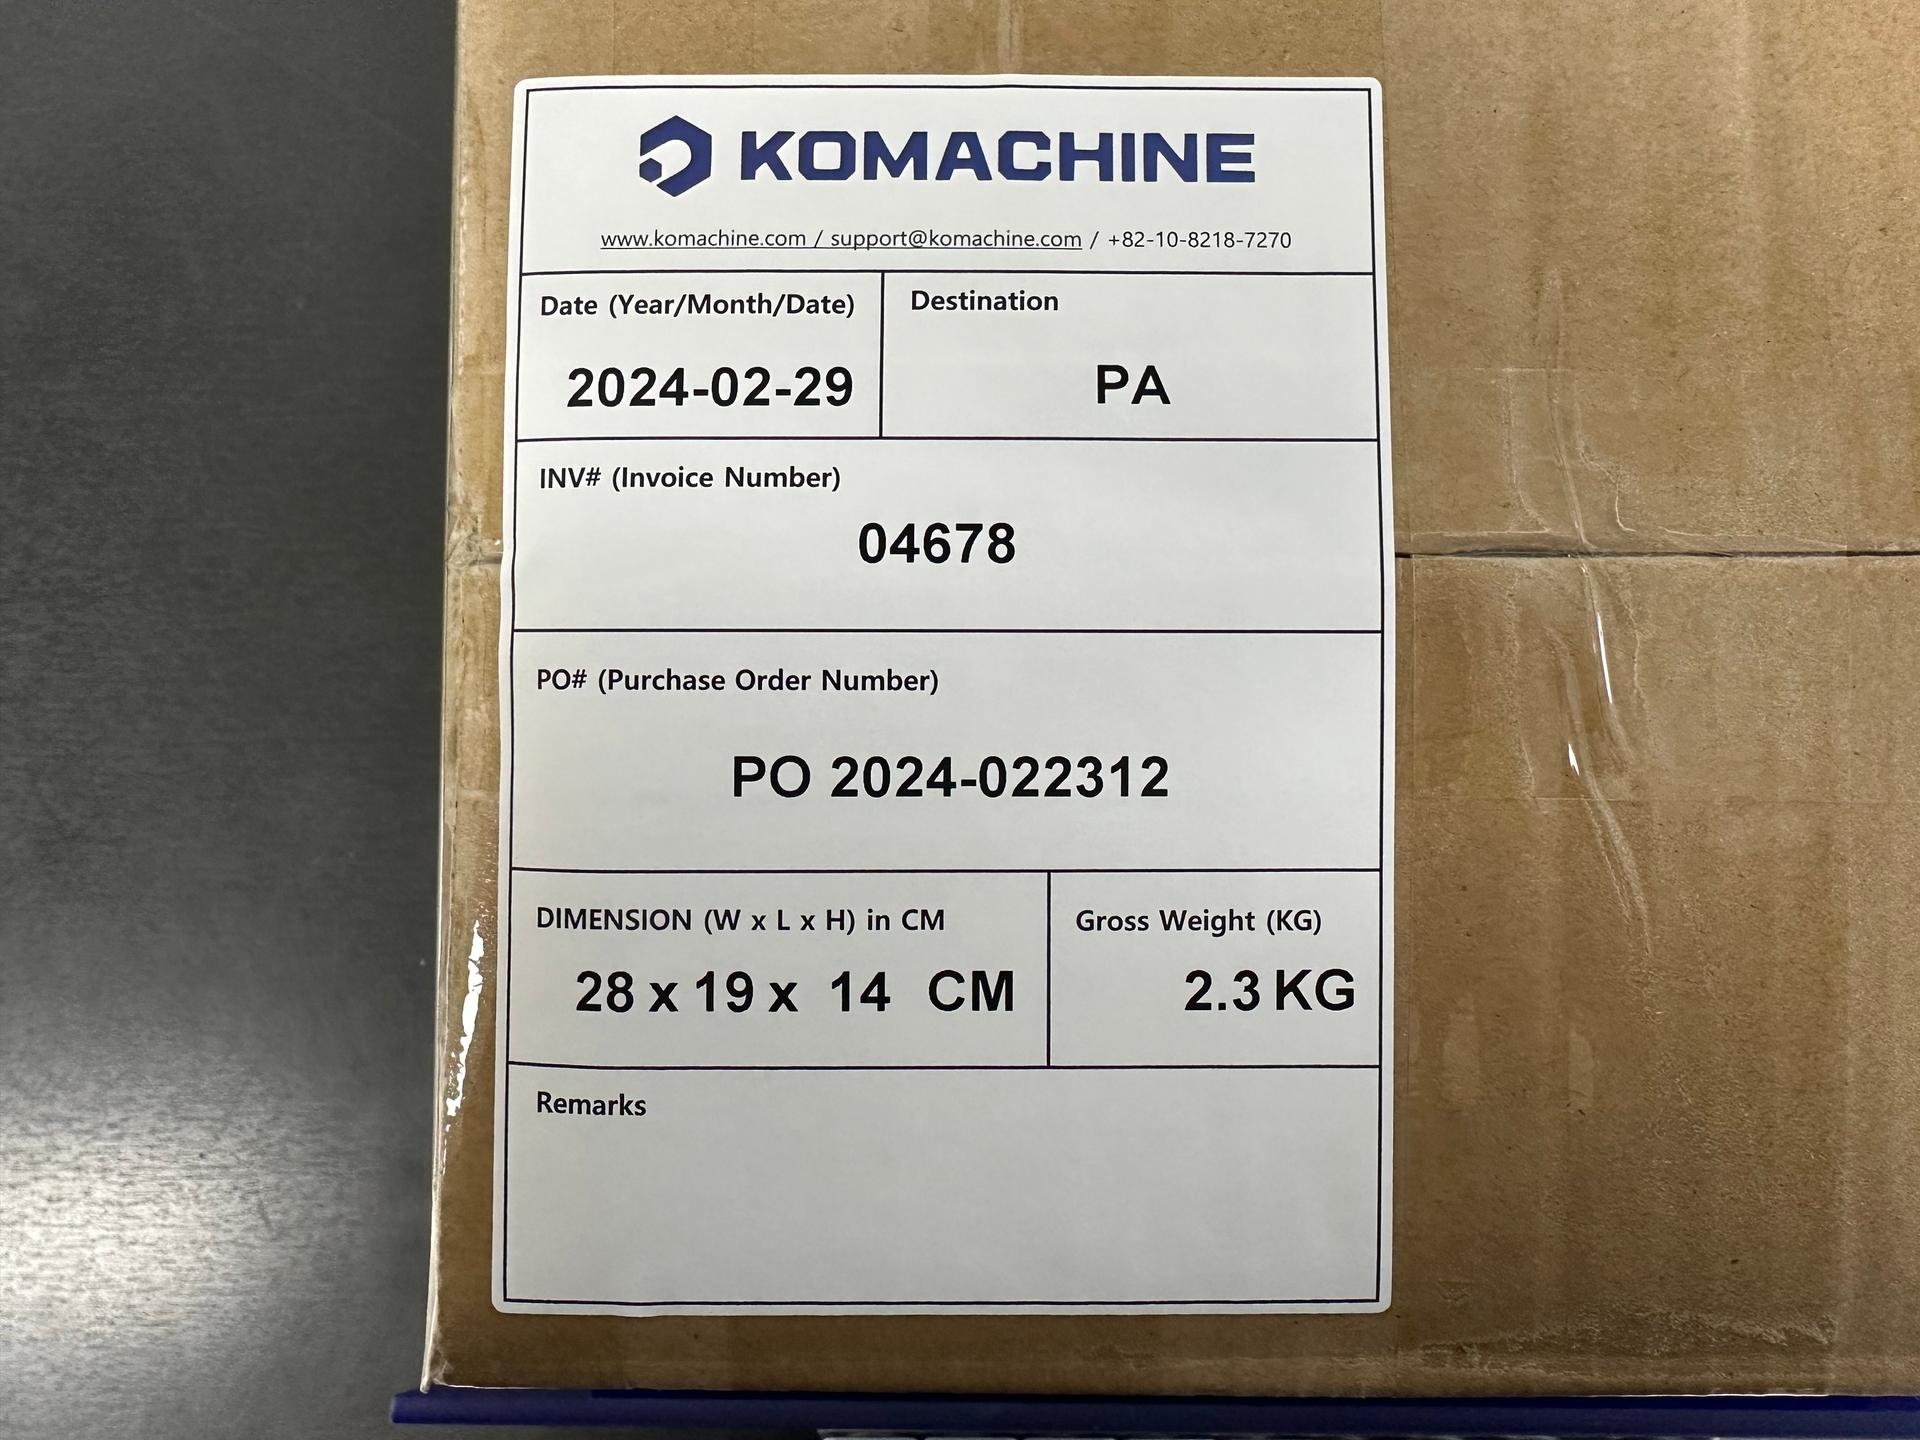 KOMACHINE
www.komachine.com / support@komachine.com / +82-10-8218-7270
Date (Year/Month/Date)
2024-02-29
Destination
PA
INV# (Invoice Number)
04678
PO# (Purchase Order Number)
PO 2024-022312
DIMENSION (W x L x H) in CM
28 x 19 x 14 CM
Gross Weight (KG)
2.3 KG
Remarks